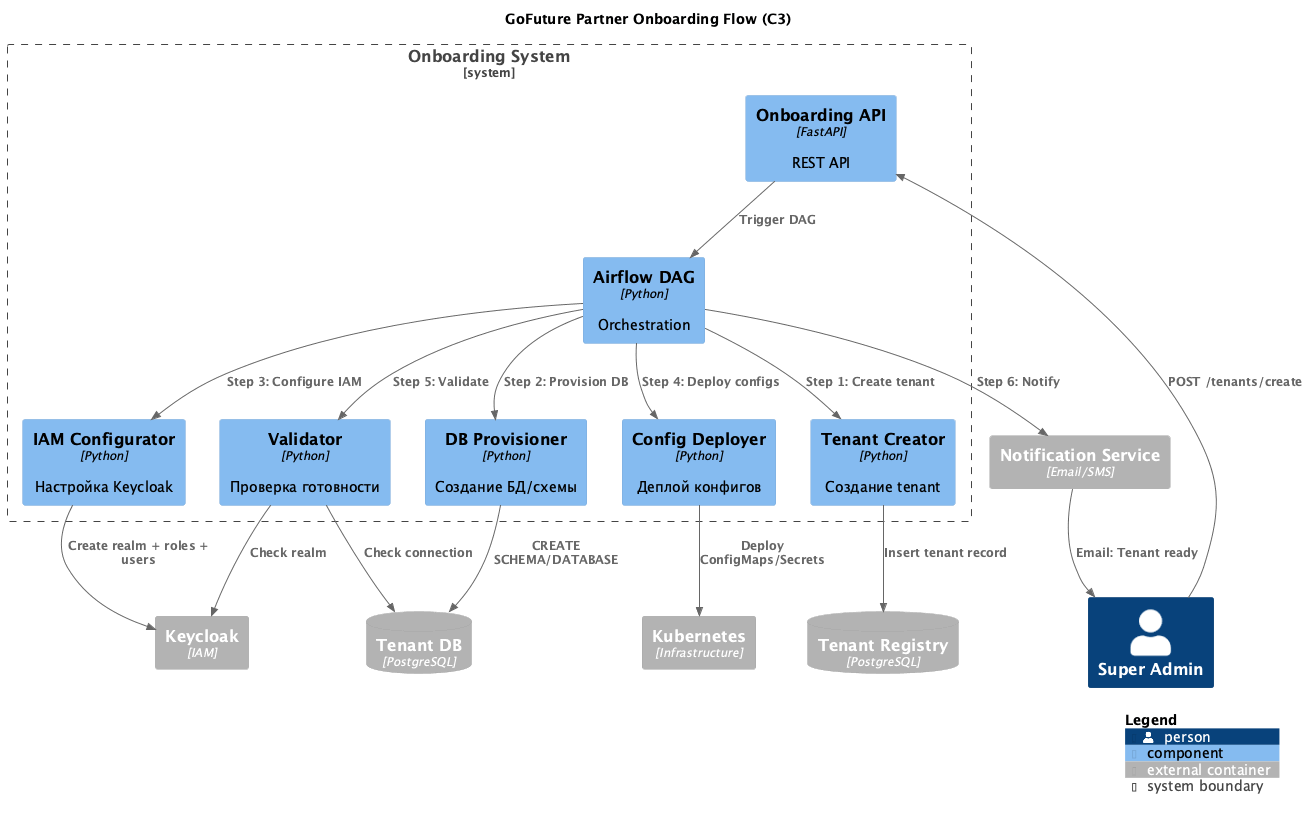 GoFuture Partner Onboarding Flow (C3)
Onboarding System
[system]
Onboarding API
[FastAPI]
REST API
Trigger DAG
Airflow DAG
[Python]
Orchestration
Step 3: Configure IAM
Step 5: Validate
Step 2: Provision DB
Step 4: Deploy configs
Step 1: Create tenant
Step 6: Notify
POST /tenants/create
IAM Configurator
[Python]
Настройка Keycloak
Validator
[Python]
Проверка готовности
DB Provisioner
[Python]
Создание БД/схемы
Config Deployer
[Python]
Деплой конфигов
Tenant Creator
[Python]
Создание tenant
Notification Service
[Email/SMS]
Create realm + roles +
users
Check realm
Check connection
CREATE
SCHEMA/DATABASE
Deploy
ConfigMaps/Secrets
Insert tenant record
Email: Tenant ready
Keycloak
[IAM]
Tenant DB
[PostgreSQL]
Kubernetes
[Infrastructure]
Tenant Registry
[PostgreSQL]
Super Admin
Legend
person
component
external container
system boundary